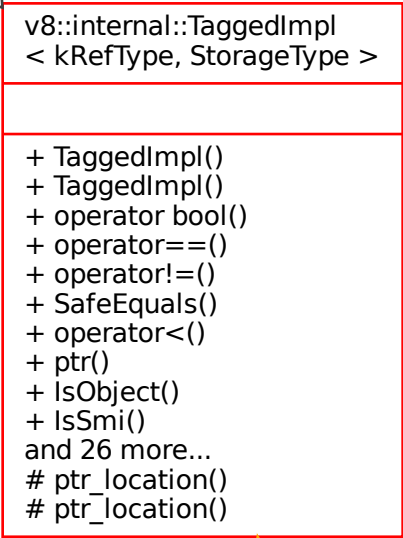 v8::internal::TaggedImpl
< kRefType, StorageType >
+ TaggedImpl()
+ TaggedImpl()
+ operator bool()
+ operator==()
+ operator!=()
+ SafeEquals()
+ operator<()
+ ptr()
+ IsObject()
+ IsSmi()
and 26 more...
# ptr_location()
# ptr_location()